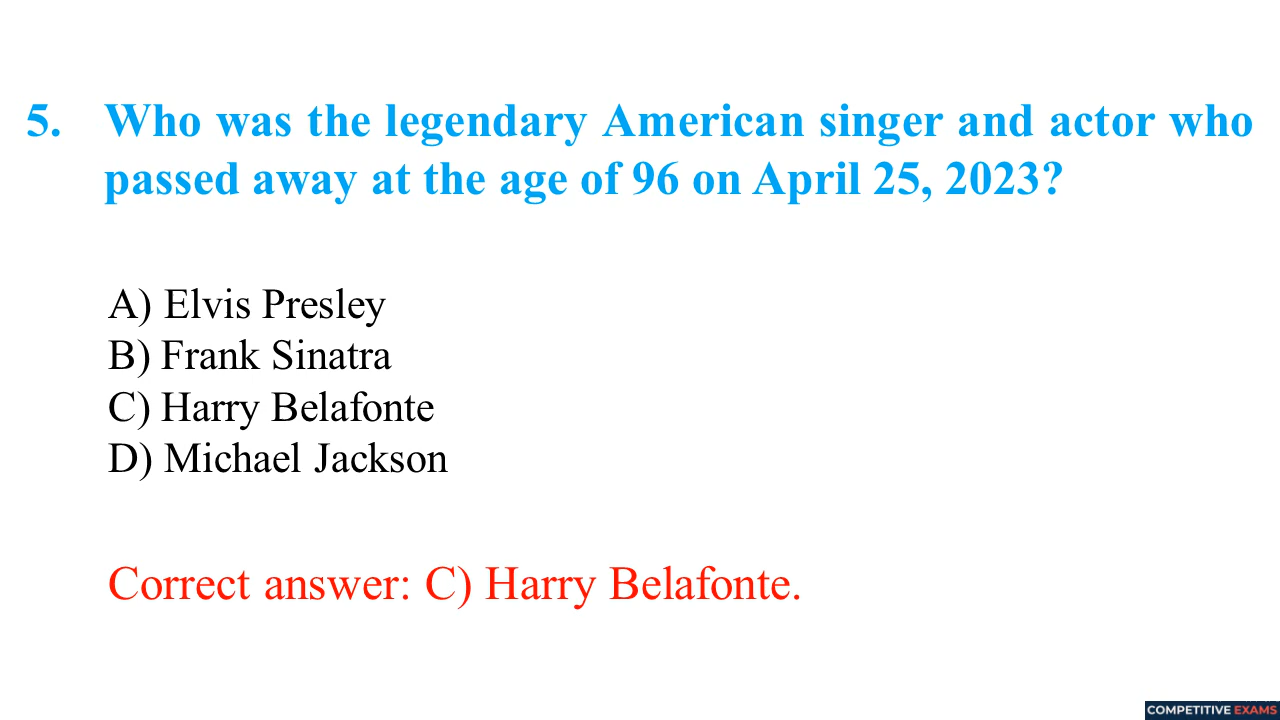 5. Who was the legendary American singer and actor who
passed away at the age of 96 on April 25, 2023?
A) Elvis Presley
B) Frank Sinatra
C) Harry Belafonte
D) Michael Jackson
Correct answer: C) Harry Belafonte.
COMPETITIVE EXAMS